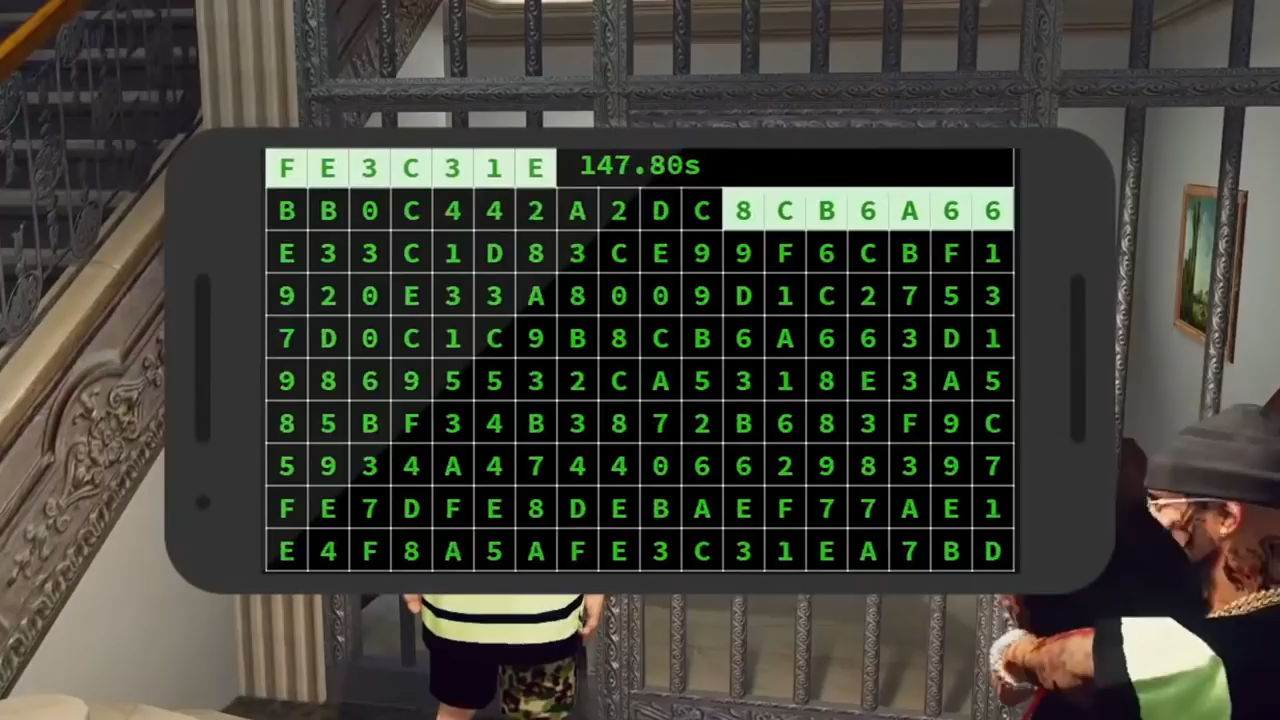 F E 3 C 3 1 E 147.80s
B B 0 C 4 4 2 A 2 D C 8 C B 6 A 6 6
E 3 3 C 1 D 8 3 C E 9 9 F 6 C B F 1
9 2 0 E 3 3 A 8 0 0 9 D 1 C 2 7 5 3
7 D 0 C 1 C 9 B 8 C B 6 A 6 6 3 D 1
9 8 6 9 5 5 3 2 C A 5 3 1 8 E 3 A 5
8 5 B F 3 4 B 3 8 7 2 B 6 8 3 F 9 C
5 9 3 4 A 4 7 4 4 0 6 6 2 9 8 3 9 7
F E 7 D F E 8 D E B A E F 7 7 A E 1
E 4 F 8 A 5 A F E 3 C 3 1 E A 7 B D